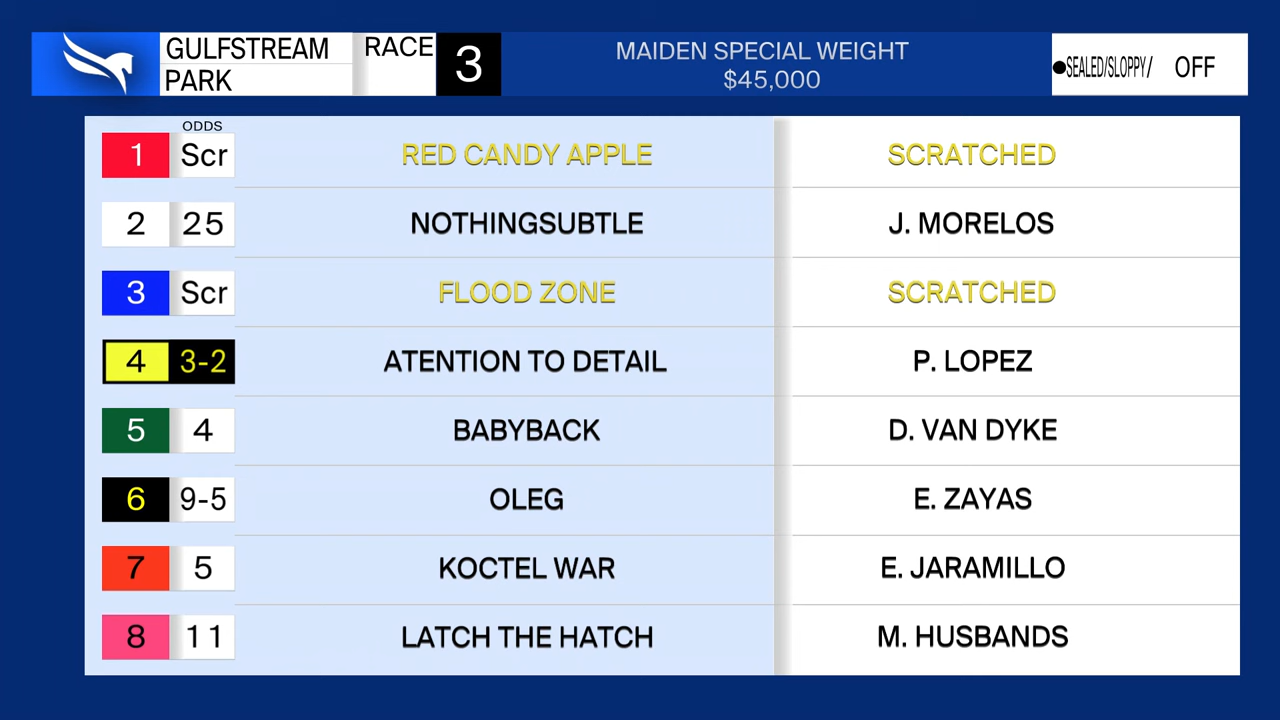 GULFSTREAM PARK RACE 3 MAIDEN SPECIAL WEIGHT $45,000 ●SEALED/SLOPPY/ OFF
ODDS
1 Scr RED CANDY APPLE SCRATCHED
2 25 NOTHINGSUBTLE J. MORELOS
3 Scr FLOOD ZONE SCRATCHED
4 3-2 ATENTION TO DETAIL P. LOPEZ
5 4 BABYBACK D. VAN DYKE
6 9-5 OLEG E. ZAYAS
7 5 KOCTEL WAR E. JARAMILLO
8 11 LATCH THE HATCH M. HUSBANDS